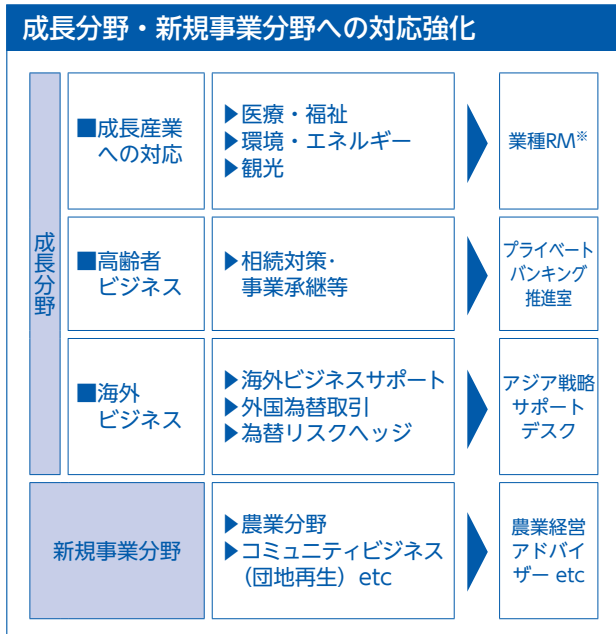 成長分野・新規事業分野への対応強化
成長分野
■成長産業
への対応
▶医療・福祉
▶環境・エネルギー
▶観光
業種RM※
■高齢者
ビジネス
▶相続対策・
事業承継等
プライベート
バンキング
推進室
■海外
ビジネス
▶海外ビジネスサポート
▶外国為替取引
▶為替リスクヘッジ
アジア戦略
サポート
デスク
新規事業分野
▶農業分野
▶コミュニティビジネス
（団地再生）etc
農業経営
アドバイ
ザー etc